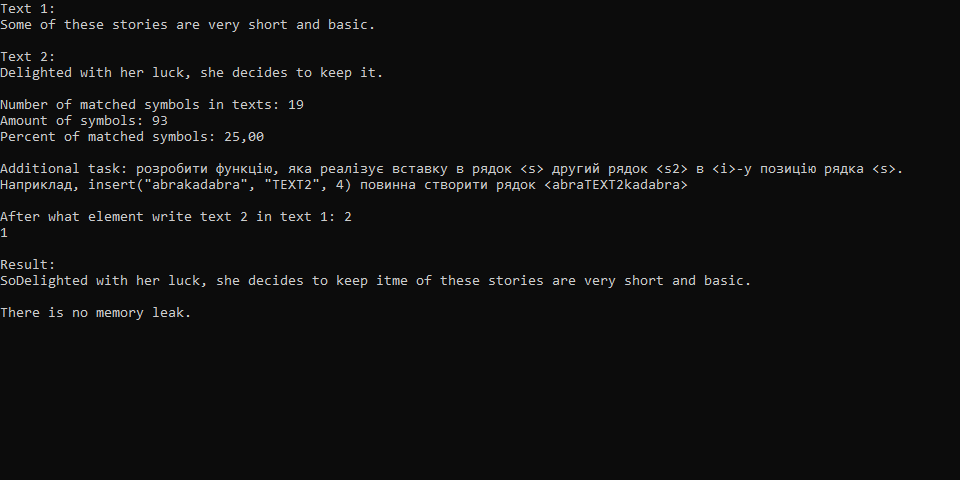 Text 1:
Some of these stories are very short and basic.
Text 2:
Delighted with her luck, she decides to keep it.
Number of matched symbols in texts: 19
Amount of symbols: 93
Percent of matched symbols: 25,00
Additional task: розробити функцію, яка реалізує вставку в рядок <s> другий рядок <s2> в <i>-у позицію рядка <s>.
Наприклад, insert("abrakadabra", "TEXT2", 4) повинна створити рядок <abraTEXT2kadabra>
After what element write text 2 in text 1: 2
1
Result:
SoDelighted with her luck, she decides to keep itme of these stories are very short and basic.
There is no memory leak.